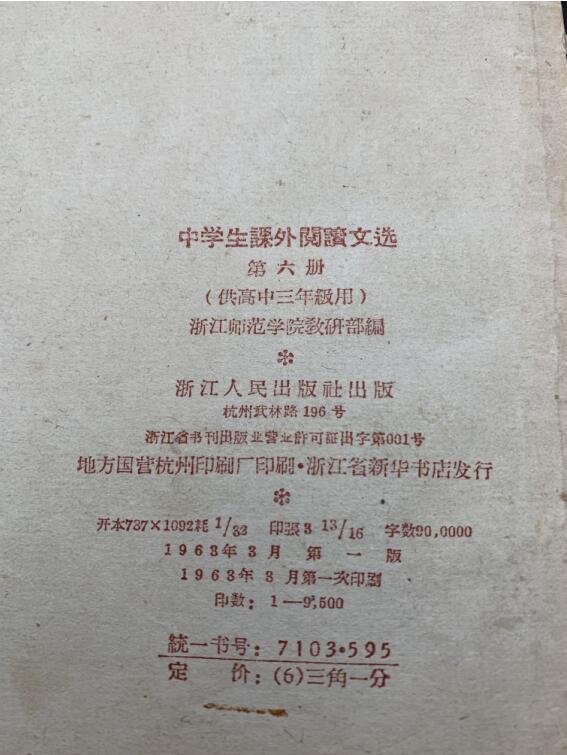 中学生課外閱讀文选
第六册
（供高中三年級用）
浙江师范学院敎研部編
浙江人民出版社出版
杭州武林路 196 号
浙江省书刊出版业营业許可証出字第001号
地方国营杭州印刷厂印刷·浙江省新华书店发行
开本787×1092耗 1/32 印張3 13/16 字数90,0000
1963年3月 第一版
1963年3月第一次印刷
印数：1—9,500
統一书号：7103·595
定 价：(6)三角一分